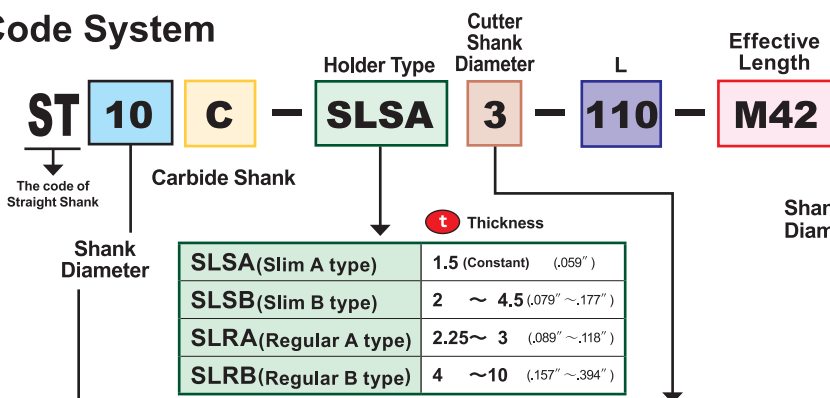 Code System
Cutter
Shank
Diameter
Holder Type
L
Effective
Length
ST 10 C - SLSA 3 - 110 - M42
The code of
Straight Shank
Carbide Shank
Shank
Diameter
t Thickness
SLSA(Slim A type) 1.5 (Constant) (.059″)
SLSB(Slim B type) 2 ～ 4.5 (.079″～.177″)
SLRA(Regular A type) 2.25～ 3 (.089″～.118″)
SLRB(Regular B type) 4 ～10 (.157″～.394″)